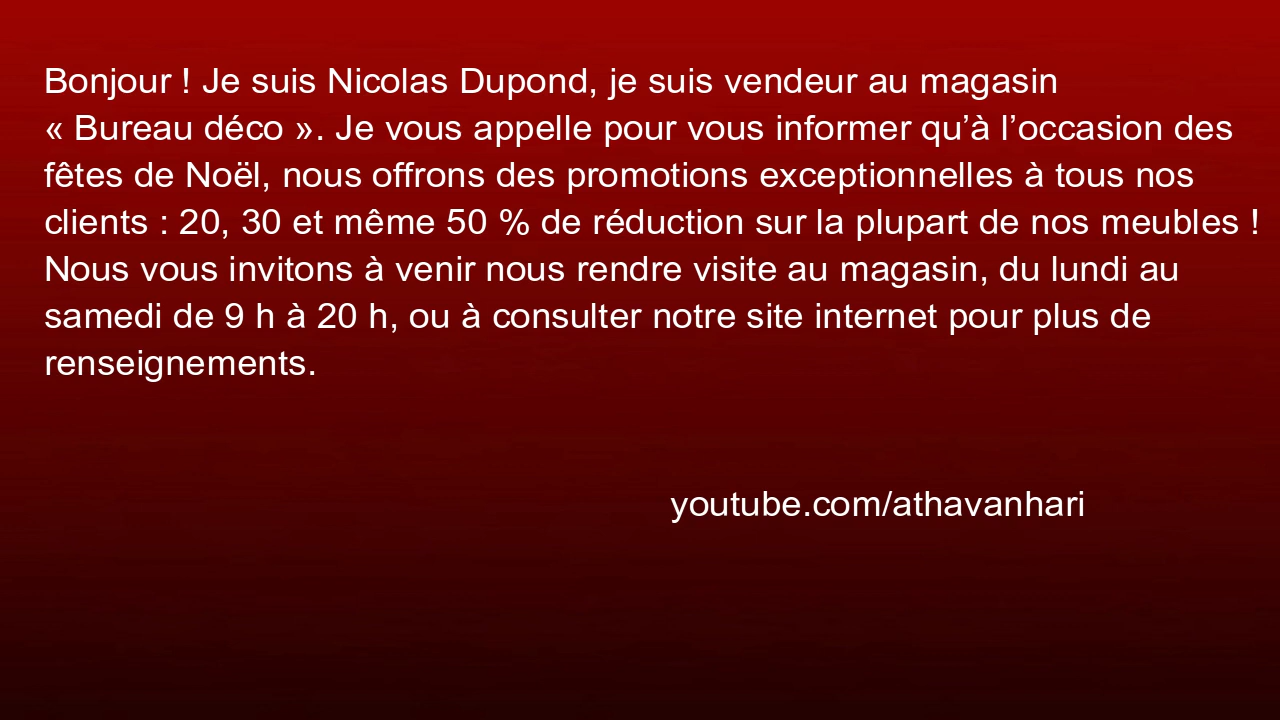 Bonjour ! Je suis Nicolas Dupond, je suis vendeur au magasin
« Bureau déco ». Je vous appelle pour vous informer qu’à l’occasion des
fêtes de Noël, nous offrons des promotions exceptionnelles à tous nos
clients : 20, 30 et même 50 % de réduction sur la plupart de nos meubles !
Nous vous invitons à venir nous rendre visite au magasin, du lundi au
samedi de 9 h à 20 h, ou à consulter notre site internet pour plus de
renseignements.
youtube.com/athavanhari